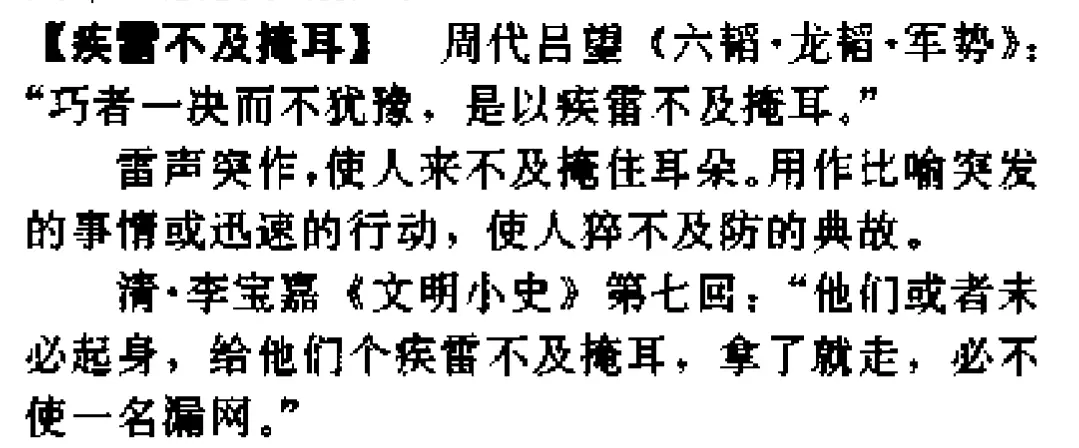 【疾雷不及掩耳】 周代吕望《六韬·龙韬·军势》：
“巧者一决而不犹豫，是以疾雷不及掩耳。”
雷声突作，使人来不及掩住耳朵。用作比喻突发
的事情或迅速的行动，使人猝不及防的典故。
清·李宝嘉《文明小史》第七回：“他们或者未
必起身，给他们个疾雷不及掩耳，拿了就走，必不
使一名漏网。”